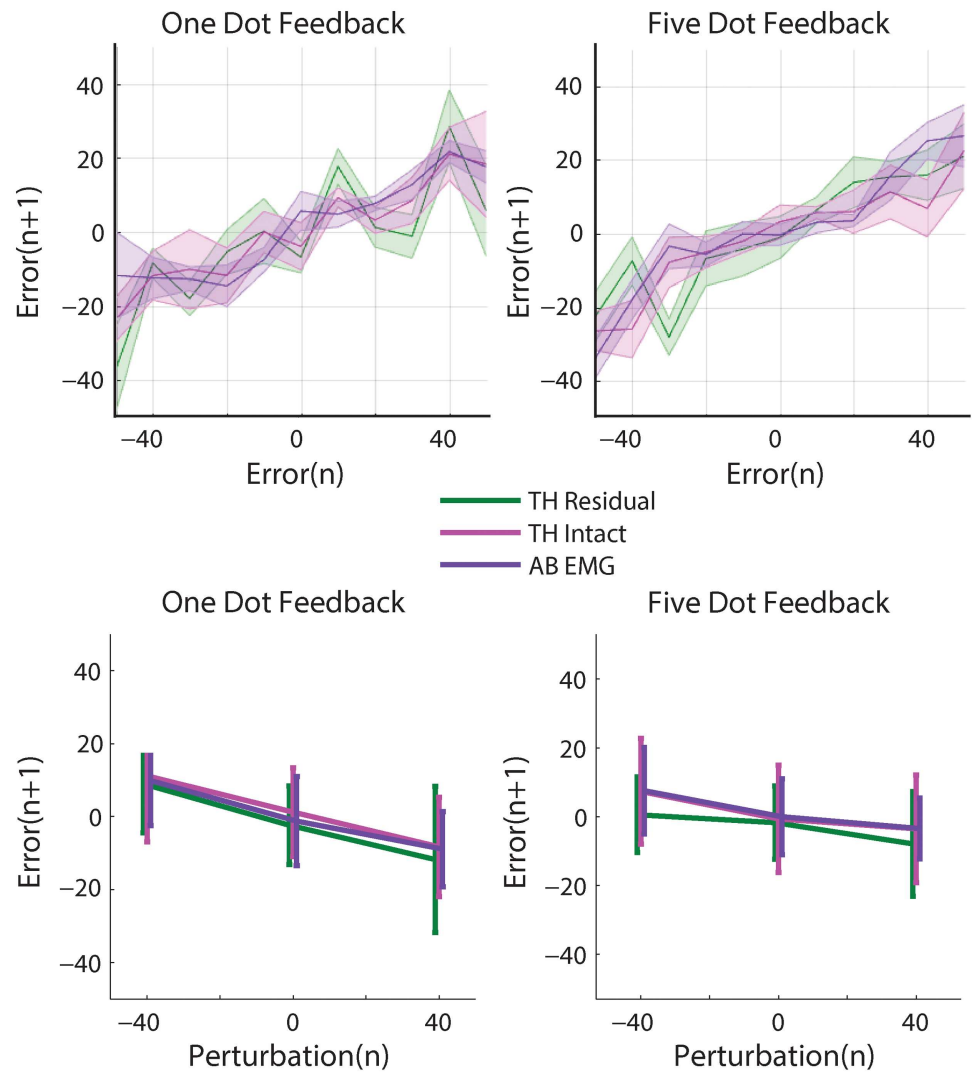 One Dot Feedback
Five Dot Feedback
Error(n+1)
40
20
0
−20
−40
−40
0
40
Error(n)
Error(n+1)
40
20
0
−20
−40
−40
0
40
Error(n)
TH Residual
TH Intact
AB EMG
One Dot Feedback
Five Dot Feedback
Error(n+1)
40
20
0
−20
−40
−40
0
40
Perturbation(n)
Error(n+1)
40
20
0
−20
−40
−40
0
40
Perturbation(n)